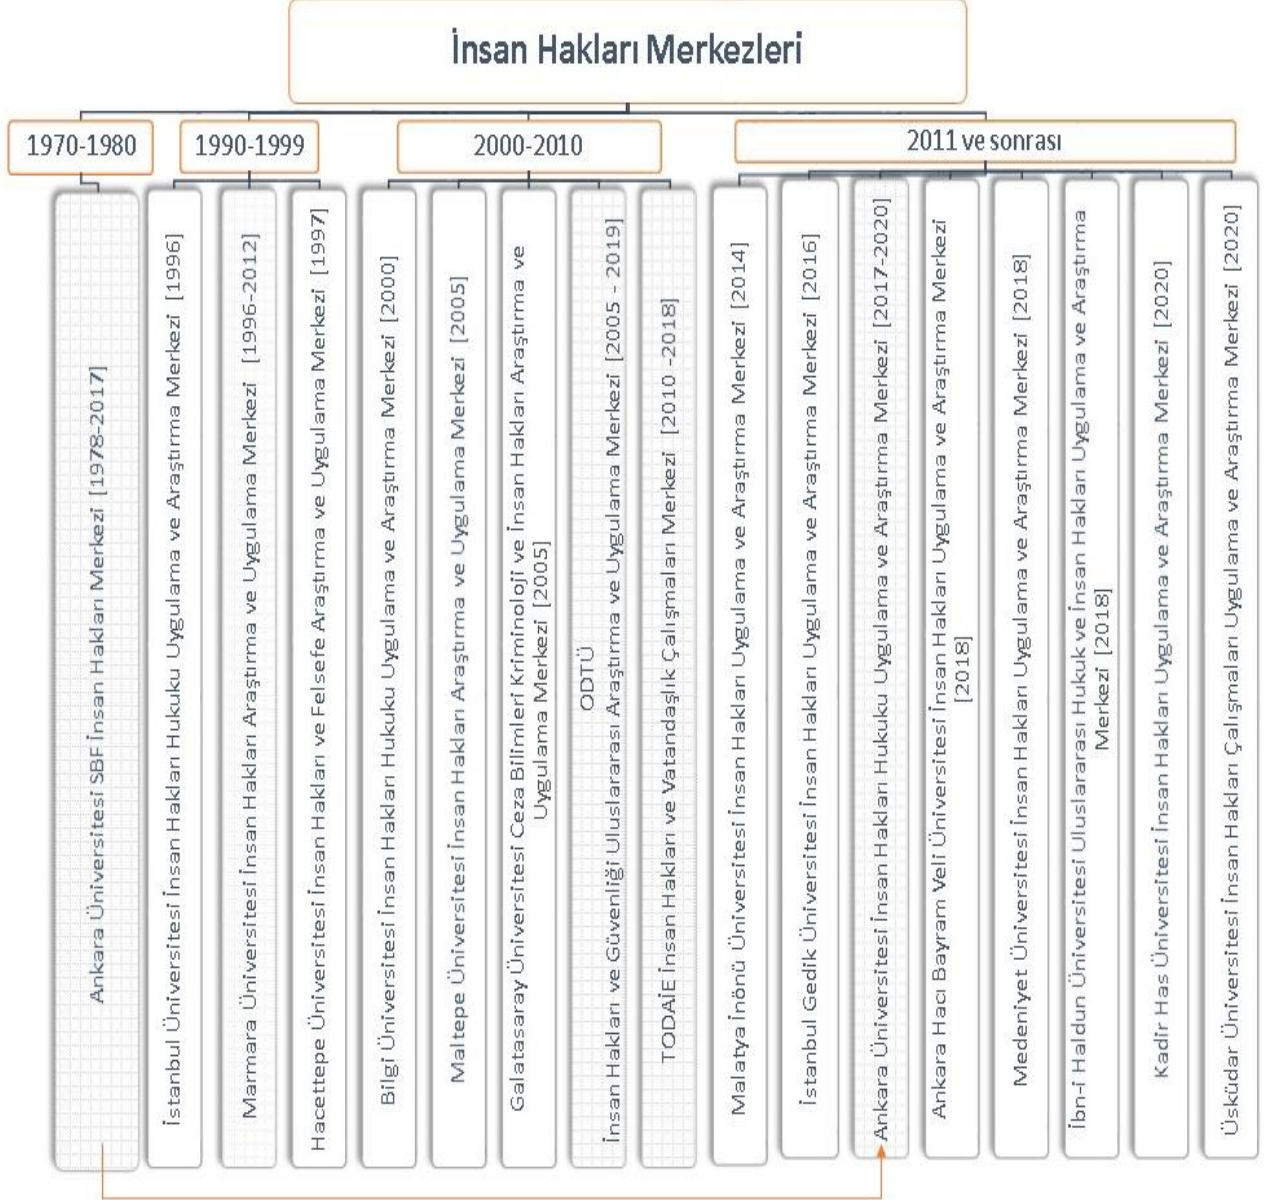 İnsan Hakları Merkezleri
1970-1980
1990-1999
2000-2010
2011 ve sonrası
Ankara Üniversitesi SBF İnsan Hakları Merkezi [1978-2017]
İstanbul Üniversitesi İnsan Hakları Hukuku Uygulama ve Araştırma Merkezi [1996]
Marmara Üniversitesi İnsan Hakları Araştırma ve Uygulama Merkezi [1996-2012]
Hacettepe Üniversitesi İnsan Hakları ve Felsefe Araştırma ve Uygulama Merkezi [1997]
Bilgi Üniversitesi İnsan Hakları Hukuku Uygulama ve Araştırma Merkezi [2000]
Maltepe Üniversitesi İnsan Hakları Araştırma ve Uygulama Merkezi [2005]
Galatasaray Üniversitesi Ceza Bilimleri Kriminoloji ve İnsan Hakları Araştırma ve
Uygulama Merkezi [2005]
ODTÜ
İnsan Hakları ve Güvenliği Uluslararası Araştırma ve Uygulama Merkezi [2005 - 2019]
TODAİE İnsan Hakları ve Vatandaşlık Çalışmaları Merkezi [2010 -2018]
Malatya İnönü Üniversitesi İnsan Hakları Uygulama ve Araştırma Merkezi [2014]
İstanbul Gedik Üniversitesi İnsan Hakları Uygulama ve Araştırma Merkezi [2016]
Ankara Üniversitesi İnsan Hakları Hukuku Uygulama ve Araştırma Merkezi [2017-2020]
Ankara Hacı Bayram Veli Üniversitesi İnsan Hakları Uygulama ve Araştırma Merkezi
[2018]
Medeniyet Üniversitesi İnsan Hakları Uygulama ve Araştırma Merkezi [2018]
İbn-i Haldun Üniversitesi Uluslararası Hukuk ve İnsan Hakları Uygulama ve Araştırma
Merkezi [2018]
Kadir Has Üniversitesi İnsan Hakları Uygulama ve Araştırma Merkezi [2020]
Üsküdar Üniversitesi İnsan Hakları Çalışmaları Uygulama ve Araştırma Merkezi [2020]